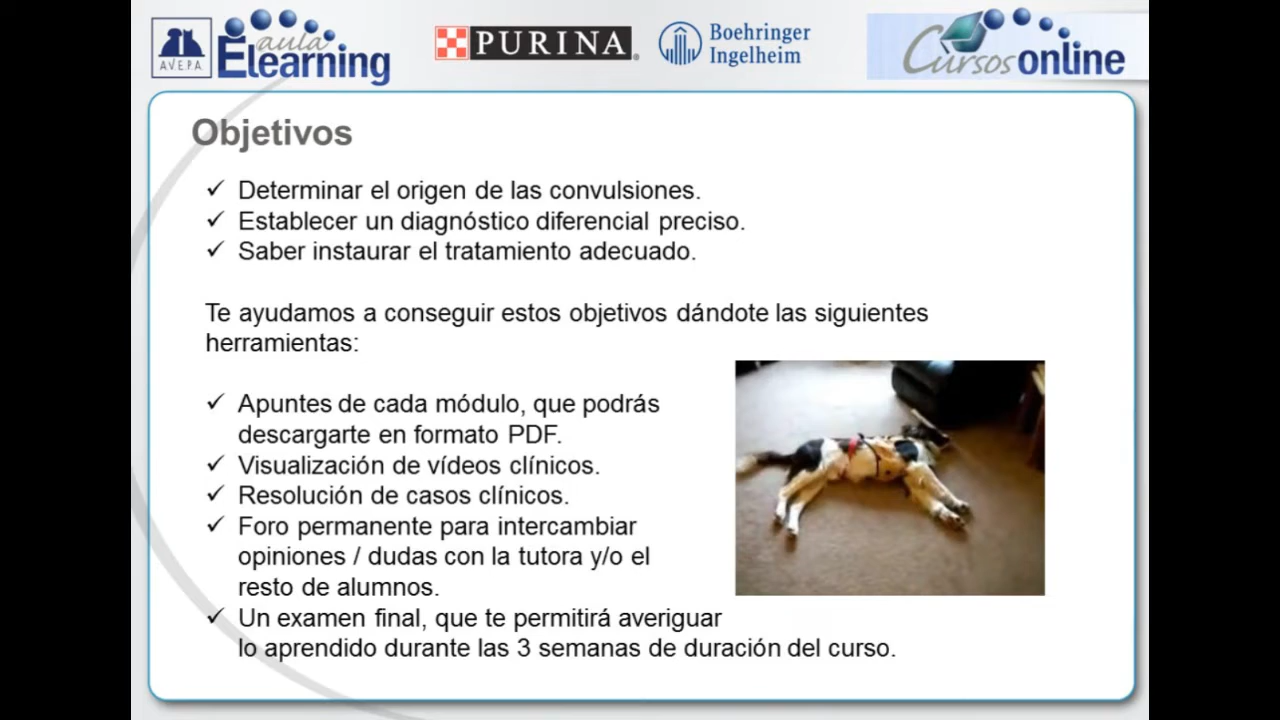 A.V.E.P.A.
aula
Elearning
PURINA
Boehringer
Ingelheim
Cursos online
Objetivos
✓ Determinar el origen de las convulsiones.
✓ Establecer un diagnóstico diferencial preciso.
✓ Saber instaurar el tratamiento adecuado.
Te ayudamos a conseguir estos objetivos dándote las siguientes
herramientas:
✓ Apuntes de cada módulo, que podrás
descargarte en formato PDF.
✓ Visualización de vídeos clínicos.
✓ Resolución de casos clínicos.
✓ Foro permanente para intercambiar
opiniones / dudas con la tutora y/o el
resto de alumnos.
✓ Un examen final, que te permitirá averiguar
lo aprendido durante las 3 semanas de duración del curso.